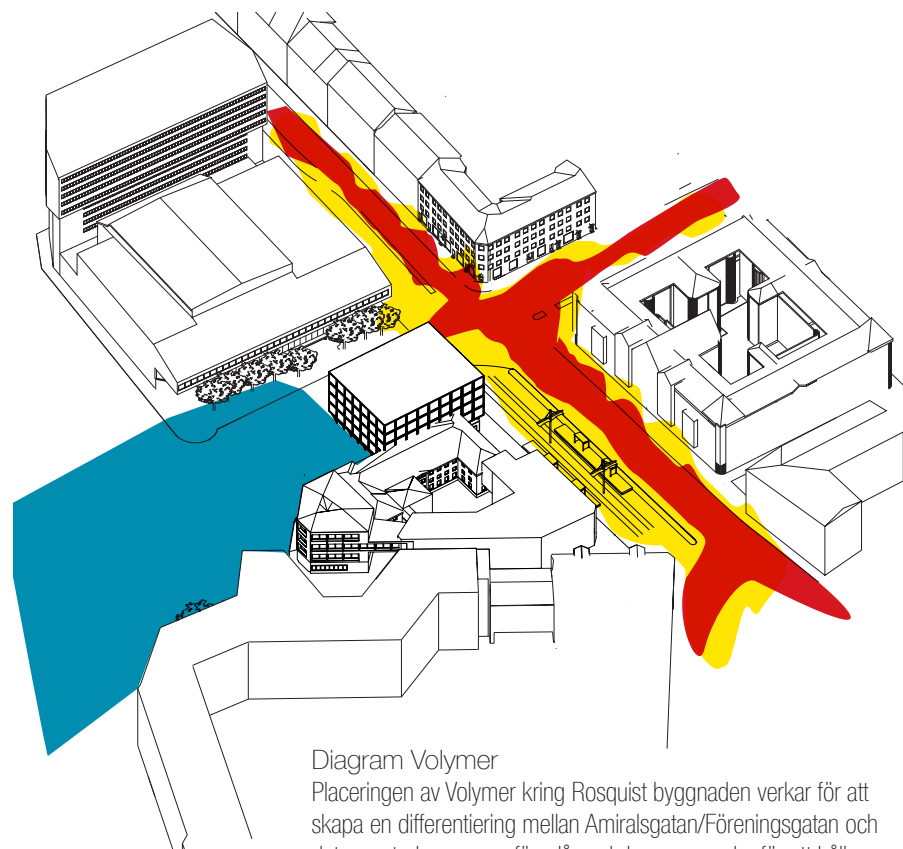 Diagram Volymer
Placeringen av Volymer kring Rosquist byggnaden verkar för att
skapa en differentiering mellan Amiralsgatan/Föreningsgatan och